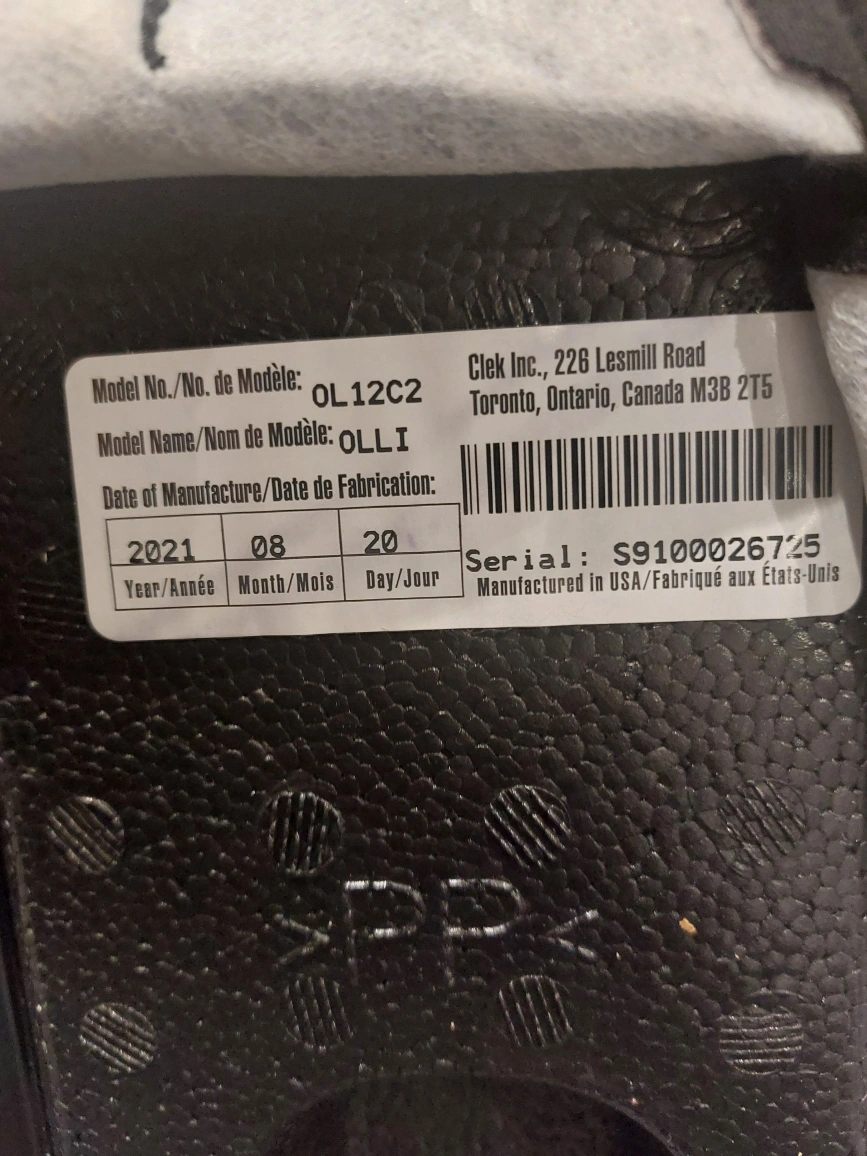 Model No./No. de Modèle: OL12C2
Model Name/Nom de Modèle: OLLI
Date of Manufacture/Date de Fabrication:
2021 08 20
Year/Année Month/Mois Day/Jour
Clek Inc., 226 Lesmill Road
Toronto, Ontario, Canada M3B 2T5
Serial: S9100026725
Manufactured in USA/Fabriqué aux États-Unis
>PP<